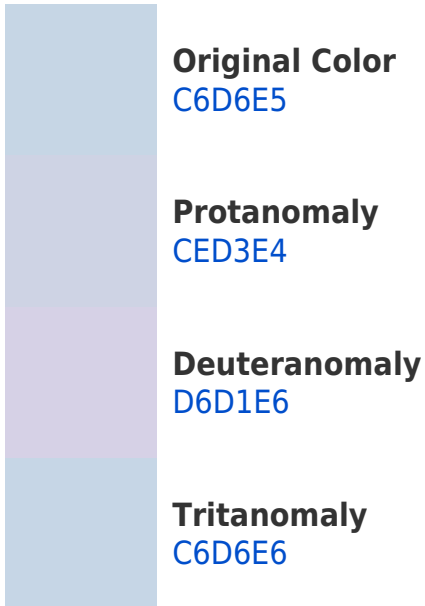 Original Color
C6D6E5
Protanomaly
CED3E4
Deuteranomaly
D6D1E6
Tritanomaly
C6D6E6